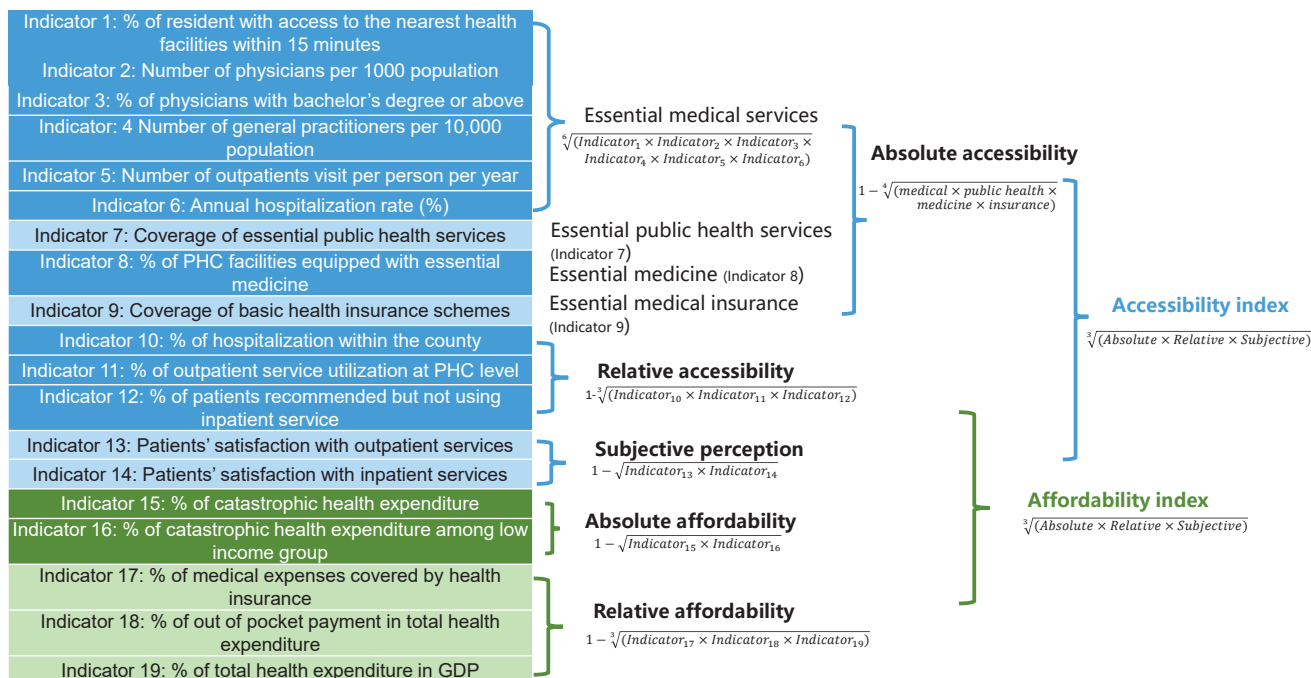 Indicator 1: % of resident with access to the nearest health
facilities within 15 minutes
Indicator 2: Number of physicians per 1000 population
Indicator 3: % of physicians with bachelor's degree or above
Indicator: 4 Number of general practitioners per 10,000
population
Indicator 5: Number of outpatients visit per person per year
Indicator 6: Annual hospitalization rate (%)
Indicator 7: Coverage of essential public health services
Indicator 8: % of PHC facilities equipped with essential
medicine
Indicator 9: Coverage of basic health insurance schemes
Indicator 10: % of hospitalization within the county
Indicator 11: % of outpatient service utilization at PHC level
Indicator 12: % of patients recommended but not using
inpatient service
Indicator 13: Patients' satisfaction with outpatient services
Indicator 14: Patients' satisfaction with inpatient services
Indicator 15: % of catastrophic health expenditure
Indicator 16: % of catastrophic health expenditure among low
income group
Indicator 17: % of medical expenses covered by health
insurance
Indicator 18: % of out of pocket payment in total health
expenditure
Indicator 19: % of total health expenditure in GDP
Essential medical services
⁶√(Indicator₁ × Indicator₂ × Indicator₃ ×
Indicator₄ × Indicator₅ × Indicator₆)
Essential public health services
(Indicator 7)
Essential medicine (Indicator 8)
Essential medical insurance
(Indicator 9)
Relative accessibility
1-³√(Indicator₁₀ × Indicator₁₁ × Indicator₁₂)
Subjective perception
1 − √Indicator₁₃ × Indicator₁₄
Absolute affordability
1 − √Indicator₁₅ × Indicator₁₆
Relative affordability
1 − ³√(Indicator₁₇ × Indicator₁₈ × Indicator₁₉)
Absolute accessibility
1 − ⁴√(medical × public health ×
medicine × insurance)
Accessibility index
³√(Absolute × Relative × Subjective)
Affordability index
³√(Absolute × Relative × Subjective)